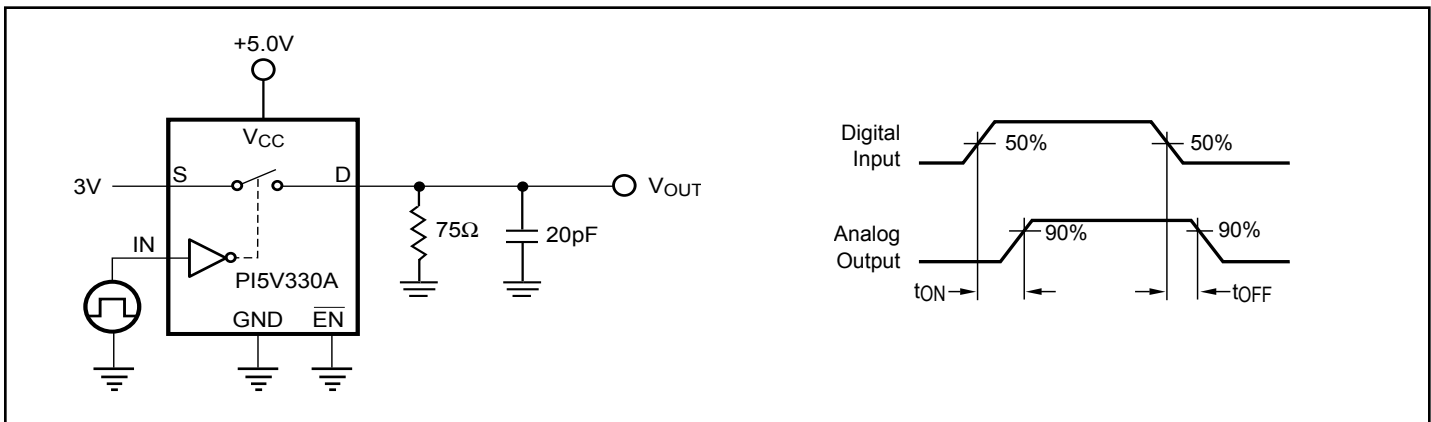 +5.0V
VCC
S
D
3V
VOUT
75Ω
20pF
IN
PI5V330A
GND
EN
Digital
Input
50%
50%
Analog
Output
90%
90%
tON
tOFF